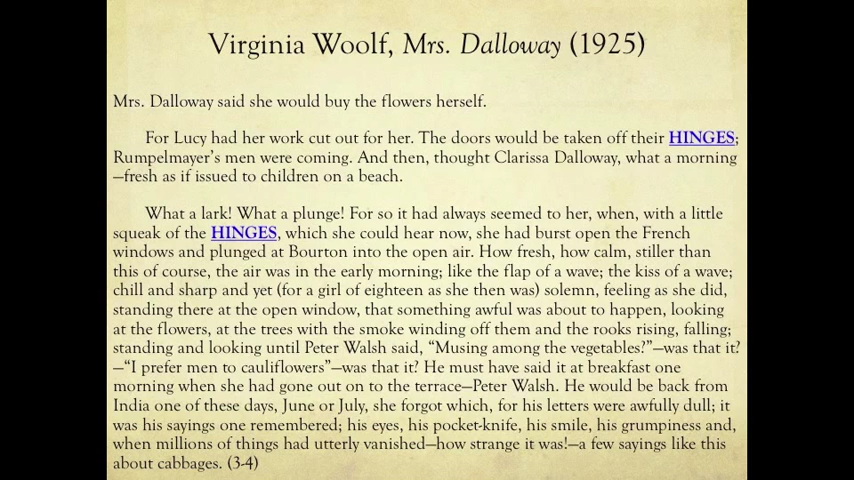 Virginia Woolf, Mrs. Dalloway (1925)
Mrs. Dalloway said she would buy the flowers herself.
For Lucy had her work cut out for her. The doors would be taken off their HINGES;
Rumpelmayer's men were coming. And then, thought Clarissa Dalloway, what a morning
—fresh as if issued to children on a beach.
What a lark! What a plunge! For so it had always seemed to her, when, with a little
squeak of the HINGES, which she could hear now, she had burst open the French
windows and plunged at Bourton into the open air. How fresh, how calm, stiller than
this of course, the air was in the early morning; like the flap of a wave; the kiss of a wave;
chill and sharp and yet (for a girl of eighteen as she then was) solemn, feeling as she did,
standing there at the open window, that something awful was about to happen, looking
at the flowers, at the trees with the smoke winding off them and the rooks rising, falling;
standing and looking until Peter Walsh said, “Musing among the vegetables?”—was that it?
—“I prefer men to cauliflowers”—was that it? He must have said it at breakfast one
morning when she had gone out on to the terrace—Peter Walsh. He would be back from
India one of these days, June or July, she forgot which, for his letters were awfully dull; it
was his sayings one remembered; his eyes, his pocket-knife, his smile, his grumpiness and,
when millions of things had utterly vanished—how strange it was!—a few sayings like this
about cabbages. (3-4)